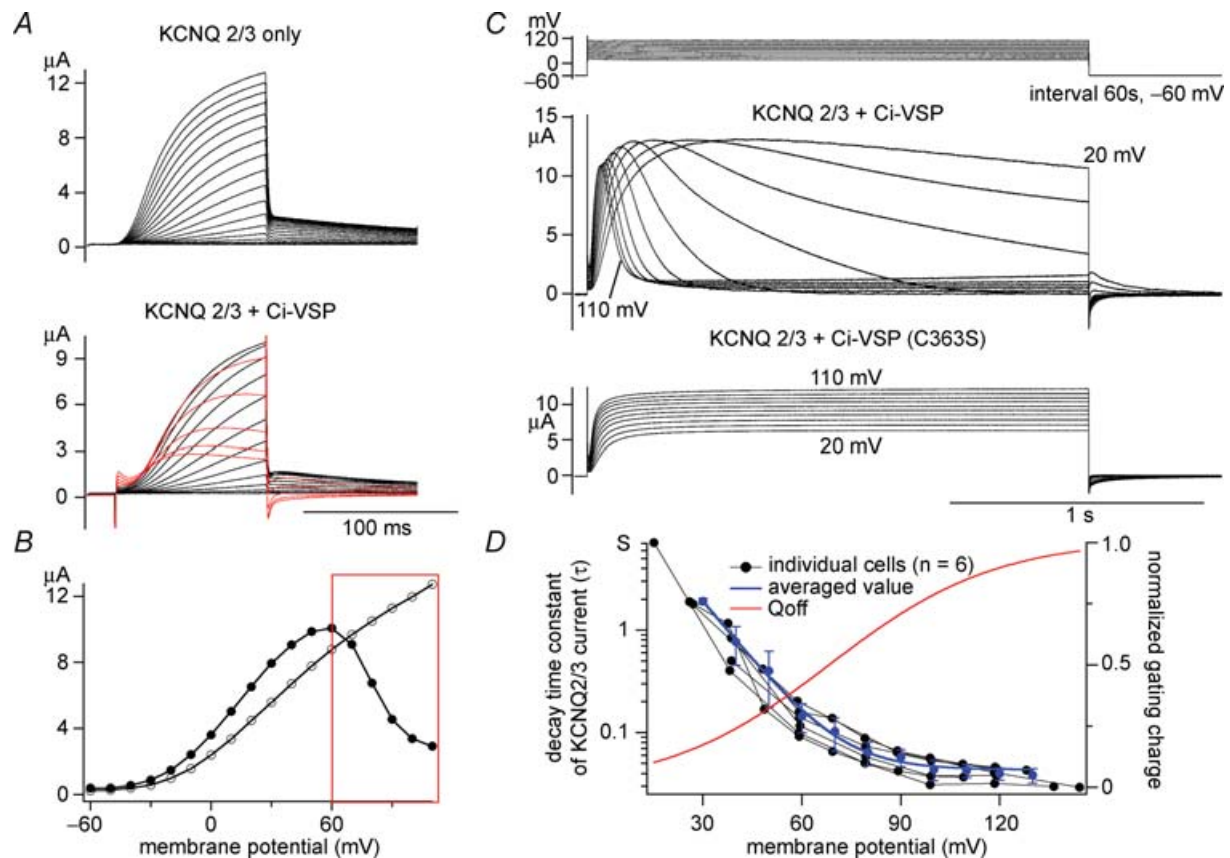 A
KCNQ 2/3 only
μA
12
8
4
0
KCNQ 2/3 + Ci-VSP
μA
9
6
3
0
100 ms
B
μA
12
8
4
0
−60
0
60
membrane potential (mV)
C
mV
120
0
−60
interval 60s, −60 mV
KCNQ 2/3 + Ci-VSP
15
μA
10
5
0
20 mV
110 mV
KCNQ 2/3 + Ci-VSP (C363S)
110 mV
10
μA
5
0
20 mV
1 s
D
S
1
0.1
decay time constant
of KCNQ2/3 current (τ)
individual cells (n = 6)
averaged value
Qoff
1.0
0.5
0
normalized gating charge
30
60
90
120
membrane potential (mV)